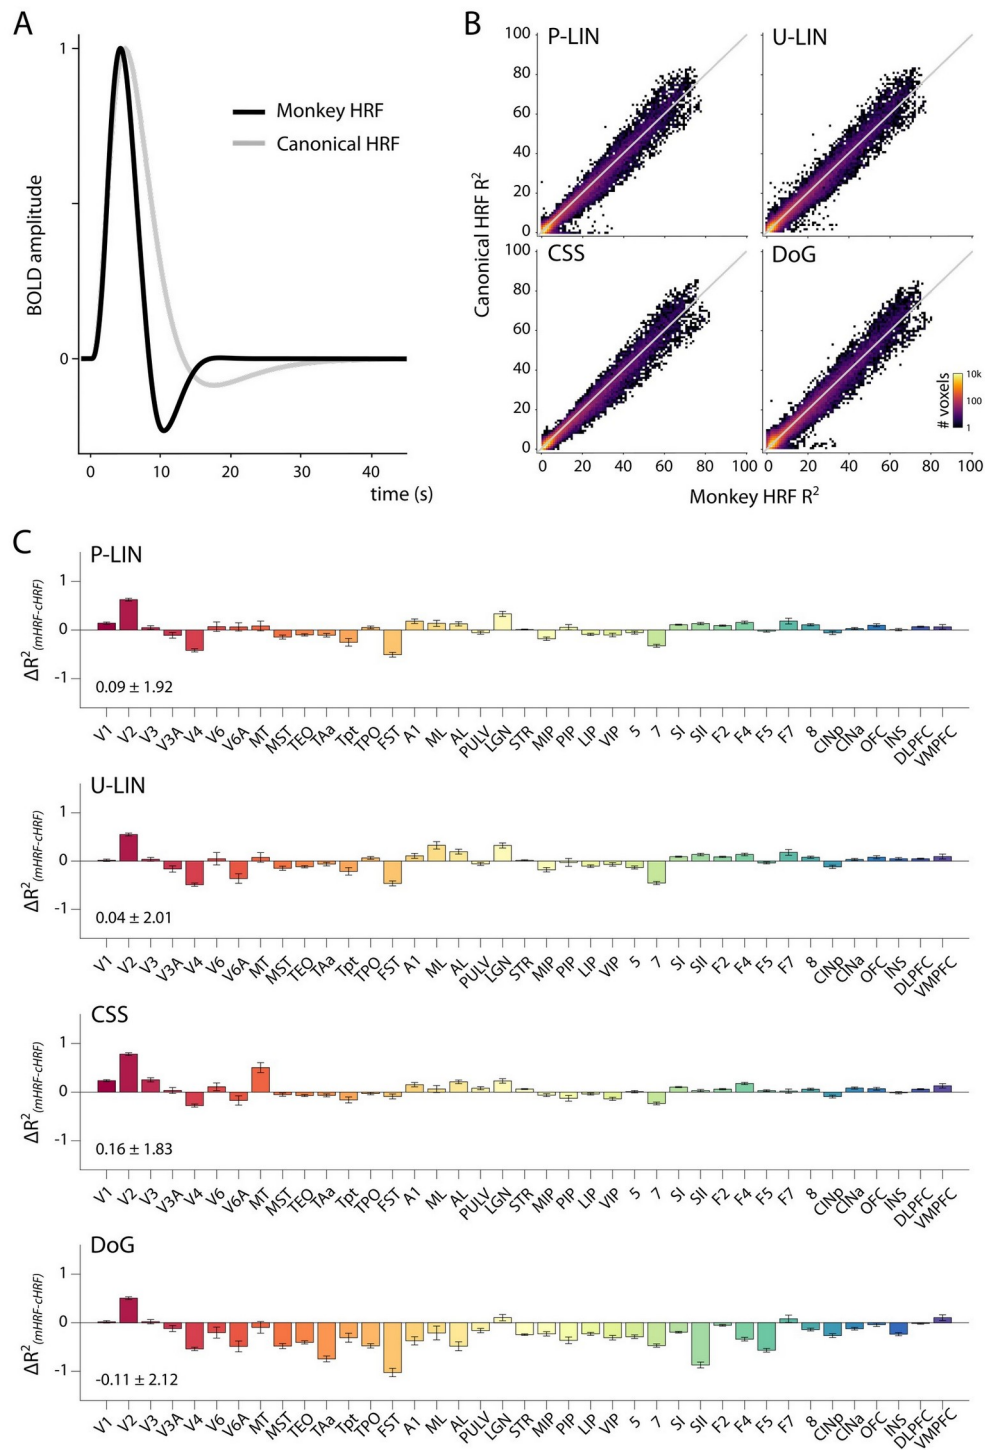 A
1
0
BOLD amplitude
Monkey HRF
Canonical HRF
0 10 20 30 40
time (s)
B
P-LIN
U-LIN
CSS
DoG
100
80
60
40
20
0
100
80
60
40
20
0
Canonical HRF R²
0 20 40 60 80 100
0 20 40 60 80 100
Monkey HRF R²
# voxels
10k
100
1
C
P-LIN
1
0
-1
ΔR²(mHRF-cHRF)
0.09 ± 1.92
V1 V2 V3 V3A V4 V6 V6A MT MST TEO TAa Tpt TPO FST A1 ML AL PULV LGN STR MIP PIP LIP VIP 5 7 SI SII F2 F4 F5 F7 8 CINp CINa OFC INS DLPFC VMPFC
U-LIN
1
0
-1
ΔR²(mHRF-cHRF)
0.04 ± 2.01
V1 V2 V3 V3A V4 V6 V6A MT MST TEO TAa Tpt TPO FST A1 ML AL PULV LGN STR MIP PIP LIP VIP 5 7 SI SII F2 F4 F5 F7 8 CINp CINa OFC INS DLPFC VMPFC
CSS
1
0
-1
ΔR²(mHRF-cHRF)
0.16 ± 1.83
V1 V2 V3 V3A V4 V6 V6A MT MST TEO TAa Tpt TPO FST A1 ML AL PULV LGN STR MIP PIP LIP VIP 5 7 SI SII F2 F4 F5 F7 8 CINp CINa OFC INS DLPFC VMPFC
DoG
1
0
-1
ΔR²(mHRF-cHRF)
-0.11 ± 2.12
V1 V2 V3 V3A V4 V6 V6A MT MST TEO TAa Tpt TPO FST A1 ML AL PULV LGN STR MIP PIP LIP VIP 5 7 SI SII F2 F4 F5 F7 8 CINp CINa OFC INS DLPFC VMPFC